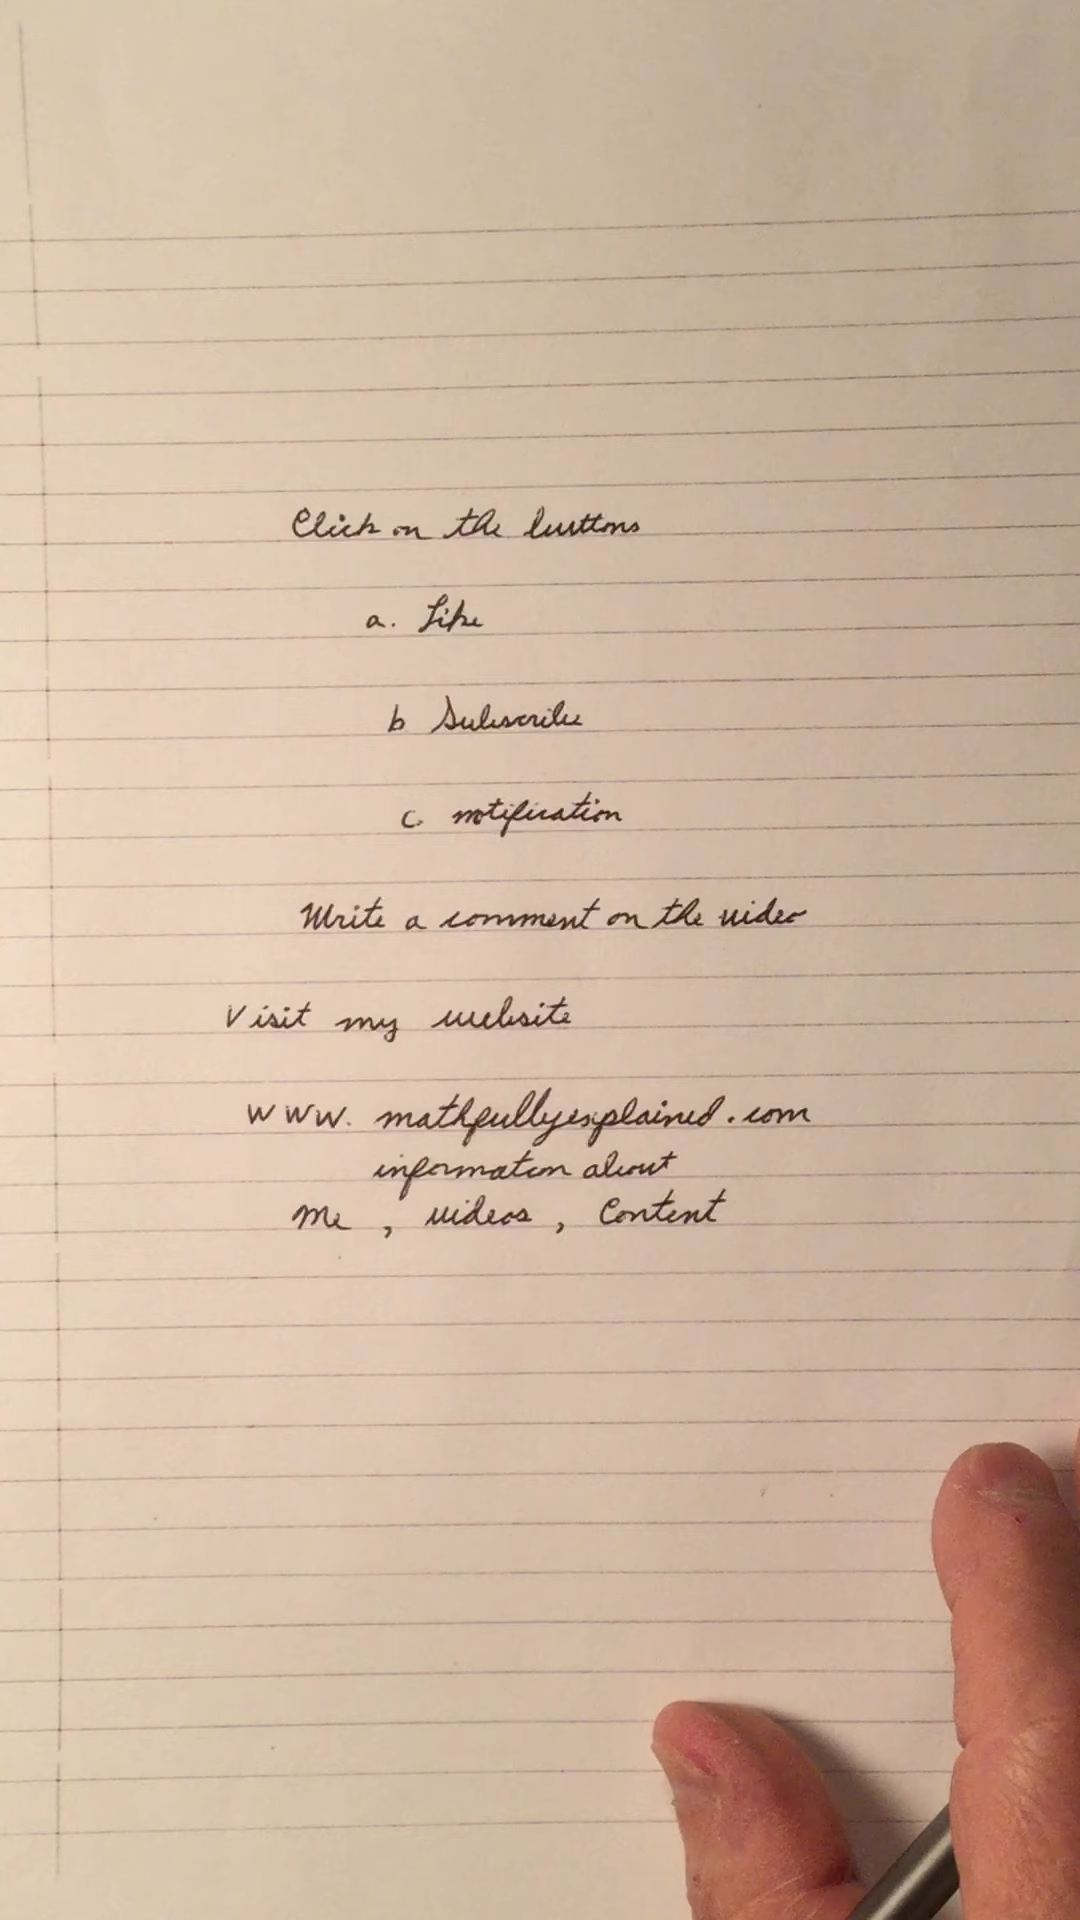 Click on the buttons
a. Like
b Subscribe
c. notification
Write a comment on the video
Visit my website
www. mathfullyexplained.com
information about
Me , videos , Content